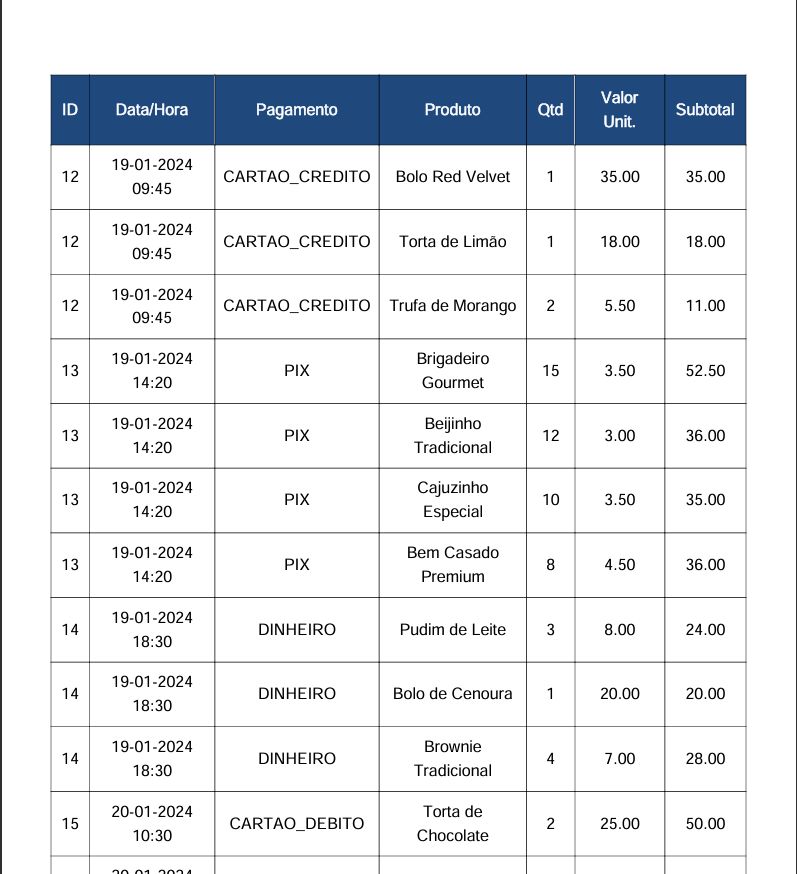 ID Data/Hora Pagamento Produto Qtd Valor Unit. Subtotal
12 19-01-2024 09:45 CARTAO_CREDITO Bolo Red Velvet 1 35.00 35.00
12 19-01-2024 09:45 CARTAO_CREDITO Torta de Limão 1 18.00 18.00
12 19-01-2024 09:45 CARTAO_CREDITO Trufa de Morango 2 5.50 11.00
13 19-01-2024 14:20 PIX Brigadeiro Gourmet 15 3.50 52.50
13 19-01-2024 14:20 PIX Beijinho Tradicional 12 3.00 36.00
13 19-01-2024 14:20 PIX Cajuzinho Especial 10 3.50 35.00
13 19-01-2024 14:20 PIX Bem Casado Premium 8 4.50 36.00
14 19-01-2024 18:30 DINHEIRO Pudim de Leite 3 8.00 24.00
14 19-01-2024 18:30 DINHEIRO Bolo de Cenoura 1 20.00 20.00
14 19-01-2024 18:30 DINHEIRO Brownie Tradicional 4 7.00 28.00
15 20-01-2024 10:30 CARTAO_DEBITO Torta de Chocolate 2 25.00 50.00